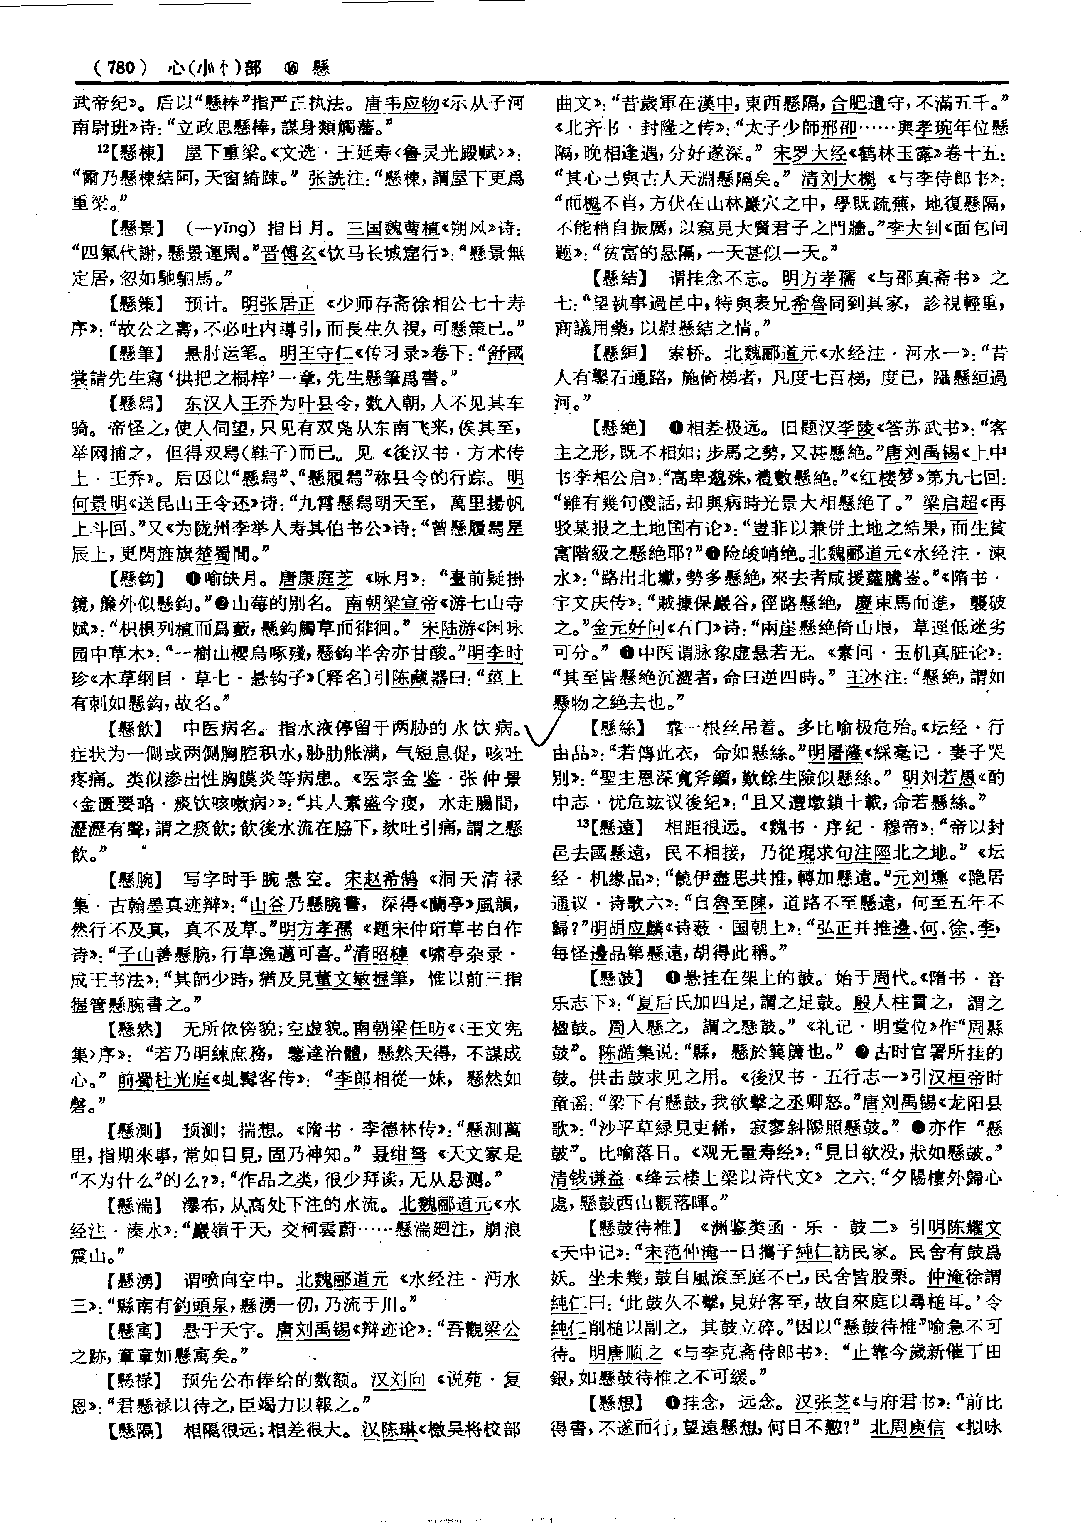 （780） 心(小忄)部 ⑯ 懸
武帝纪》。后以“懸棒”指严正执法。唐韦应物《示从子河
南尉班》诗：“立政思懸棒，謀身類觸藩。”
12【懸棟】 屋下重梁。《文选·王延寿〈鲁灵光殿赋〉》：
“爾乃懸棟結阿，天窗綺疎。”张詵注：“懸棟，謂屋下更爲
重梁。”
【懸景】 （—yǐng）指日月。三国魏曹植《朔风》诗：
“四氣代謝，懸景運周。”晋傅玄《饮马长城窟行》：“懸景無
定居，忽如馳駟馬。”
【懸策】 预计。明张居正《少师存斋徐相公七十寿
序》：“故公之壽，不必吐内導引，而長生久視，可懸策已。”
【懸筆】 悬肘运笔。明王守仁《传习录》卷下：“舒國
裳請先生寫‘拱把之桐梓’一章，先生懸筆爲書。”
【懸舄】 东汉人王乔为叶县令，数入朝，人不见其车
骑。帝怪之，使人伺望，只见有双凫从东南飞来，俟其至，
举网捕之，但得双舄(鞋子)而已。见《後汉书·方术传
上·王乔》。后因以“懸舄”、“懸履舄”称县令的行踪。明
何景明《送昆山王令还》诗：“九霄懸舄朝天至，萬里揚帆
上斗回。”又《为陇州李举人寿其伯书公》诗：“曾懸履舄星
辰上，更閃旌旗楚蜀間。”
【懸鈎】 ❶喻缺月。唐康庭芝《咏月》：“臺前疑掛
鏡，簾外似懸鈎。”❷山莓的别名。南朝梁宣帝《游七山寺
赋》：“枳椇列植而爲藪，懸鈎觸草而徘徊。”宋陆游《闲咏
园中草木》：“一樹山櫻鳥啄殘，懸鈎半舍亦甘酸。”明李时
珍《本草纲目·草七·悬钩子》〔释名〕引陈藏器曰：“莖上
有刺如懸鈎，故名。”
【懸飲】 中医病名。指水液停留于两胁的水饮病。
症状为一侧或两侧胸腔积水，胁肋胀满，气短息促，咳吐
疼痛。类似渗出性胸膜炎等病患。《医宗金鉴·张仲景
〈金匮要略·痰饮咳嗽病〉》：“其人素盛今瘦，水走腸間，
瀝瀝有聲，謂之痰飲；飲後水流在脇下，欬吐引痛，謂之懸
飲。”
【懸腕】 写字时手腕悬空。宋赵希鹄《洞天清禄
集·古翰墨真迹辩》：“山谷乃懸腕書，深得《蘭亭》風韻，
然行不及真，真不及草。”明方孝孺《题宋仲珩草书自作
诗》：“子山善懸腕，行草逸邁可喜。”清昭槤《啸亭杂录·
成王书法》：“其師少時，猶及見董文敏握筆，惟以前三指
握管懸腕書之。”
【懸然】 无所依傍貌；空虚貌。南朝梁任昉《〈王文宪
集〉序》：“若乃明練庶務，鑒達治體，懸然天得，不謀成
心。”前蜀杜光庭《虬髯客传》：“李郎相從一妹，懸然如
磬。”
【懸測】 预测；揣想。《隋书·李德林传》：“懸測萬
里，指期來事，常如目見，固乃神知。”聂绀弩《天文家是
“不为什么”的么?》：“作品之类，很少拜读，无从悬测。”
【懸湍】 瀑布，从高处下注的水流。北魏郦道元《水
经注·溱水》：“巖嶺干天，交柯雲蔚……懸湍迴注，崩浪
震山。”
【懸湧】 谓喷向空中。北魏郦道元《水经注·沔水
三》：“縣南有釣頭泉，懸湧一仞，乃流于川。”
【懸寓】 悬于天宇。唐刘禹锡《辩迹论》：“吾觀梁公
之跡，章章如懸寓矣。”
【懸禄】 预先公布俸给的数额。汉刘向《说苑·复
恩》：“君懸禄以待之，臣竭力以報之。”
【懸隔】 相隔很远；相差很大。汉陈琳《檄吴将校部
曲文》：“昔歲軍在漢中，東西懸隔，合肥遺守，不滿五千。”
《北齐书·封隆之传》：“太子少師邢卲……與孝琬年位懸
隔，晚相逢遇，分好遂深。”宋罗大经《鹤林玉露》卷十五：
“其心已與古人天淵懸隔矣。”清刘大櫆《与李侍郎书》：
“而櫆不肖，方伏在山林巖穴之中，學既疏蕪，地復懸隔，
不能稍自振厲，以窺見大賢君子之門牆。”李大钊《面包问
题》：“贫富的悬隔，一天甚似一天。”
【懸結】 谓挂念不忘。明方孝孺《与邵真斋书》之
七：“望執事過邑中，特與表兄希魯同到其家，診視輕重，
商議用藥，以慰懸結之情。”
【懸絙】 索桥。北魏郦道元《水经注·河水一》：“昔
人有鑿石通路，施倚梯者，凡度七百梯，度已，躡懸絙過
河。”
【懸絶】 ❶相差极远。旧题汉李陵《答苏武书》：“客
主之形，既不相如；步馬之勢，又甚懸絶。”唐刘禹锡《上中
书李相公启》：“高卑邈殊，禮數懸絶。”《红楼梦》第九七回：
“雖有幾句傻話，却與病時光景大相懸絶了。”梁启超《再
驳某报之土地国有论》：“豈非以兼併土地之結果，而生貧
富階級之懸絶耶?”❷险峻峭绝。北魏郦道元《水经注·涑
水》：“路出北巘，勢多懸絶，來去者咸援蘿騰崟。”《隋书·
宇文庆传》：“賊據保巖谷，徑路懸絶，慶束馬而進，襲破
之。”金元好问《石门》诗：“兩崖懸絶倚山垠，草逕低迷劣
可分。”❸中医谓脉象虚悬若无。《素问·玉机真脏论》：
“其至皆懸絶沉濇者，命曰逆四時。”王冰注：“懸絶，謂如
懸物之絶去也。”
【懸絲】 靠一根丝吊着。多比喻极危殆。《坛经·行
由品》：“若傳此衣，命如懸絲。”明屠隆《綵毫记·妻子哭
别》：“聖主恩深寬斧鑕，歎餘生險似懸絲。”明刘若愚《酌
中志·忧危竑议後纪》：“且又遭墩鎖十載，命若懸絲。”
13【懸遠】 相距很远。《魏书·序纪·穆帝》：“帝以封
邑去國懸遠，民不相接，乃從琨求句注陘北之地。”《坛
经·机缘品》：“饒伊盡思共推，轉加懸遠。”元刘壎《隐居
通议·诗歌六》：“自魯至陳，道路不至懸遠，何至五年不
歸?”明胡应麟《诗薮·国朝上》：“弘正并推邊、何、徐、李，
每怪邊品第懸遠，胡得此稱。”
【懸鼓】 ❶悬挂在架上的鼓。始于周代。《隋书·音
乐志下》：“夏后氏加四足，謂之足鼓。殷人柱貫之，謂之
楹鼓。周人懸之，謂之懸鼓。”《礼记·明堂位》作“周縣
鼓”。陈澔集说：“縣，懸於簨簴也。”❷古时官署所挂的
鼓。供击鼓求见之用。《後汉书·五行志一》引汉桓帝时
童谣：“梁下有懸鼓，我欲擊之丞卿怒。”唐刘禹锡《龙阳县
歌》：“沙平草緑見吏稀，寂寥斜陽照懸鼓。”❸亦作“懸
皷”。比喻落日。《观无量寿经》：“見日欲没，狀如懸皷。”
清钱谦益《绛云楼上梁以诗代文》之六：“夕陽樓外歸心
處，懸鼓西山觀落暉。”
【懸鼓待椎】 《渊鉴类函·乐·鼓二》引明陈耀文
《天中记》：“宋范仲淹一日攜子純仁訪民家。民舍有鼓爲
妖。坐未幾，鼓自風滾至庭不已，民舍皆股栗。仲淹徐謂
純仁曰：‘此鼓久不擊，見好客至，故自來庭以尋槌耳。’令
純仁削槌以副之，其鼓立碎。”因以“懸鼓待椎”喻急不可
待。明唐顺之《与李克斋侍郎书》：“止靠今歲新催丁田
銀，如懸鼓待椎之不可緩。”
【懸想】 ❶挂念，远念。汉张芝《与府君书》：“前比
得書，不遂而行，望遠懸想，何日不懃?”北周庾信《拟咏